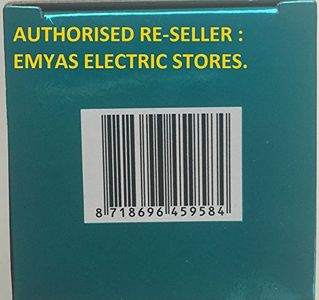 AUTHORISED RE-SELLER :
EMYAS ELECTRIC STORES.
8 718696 459584